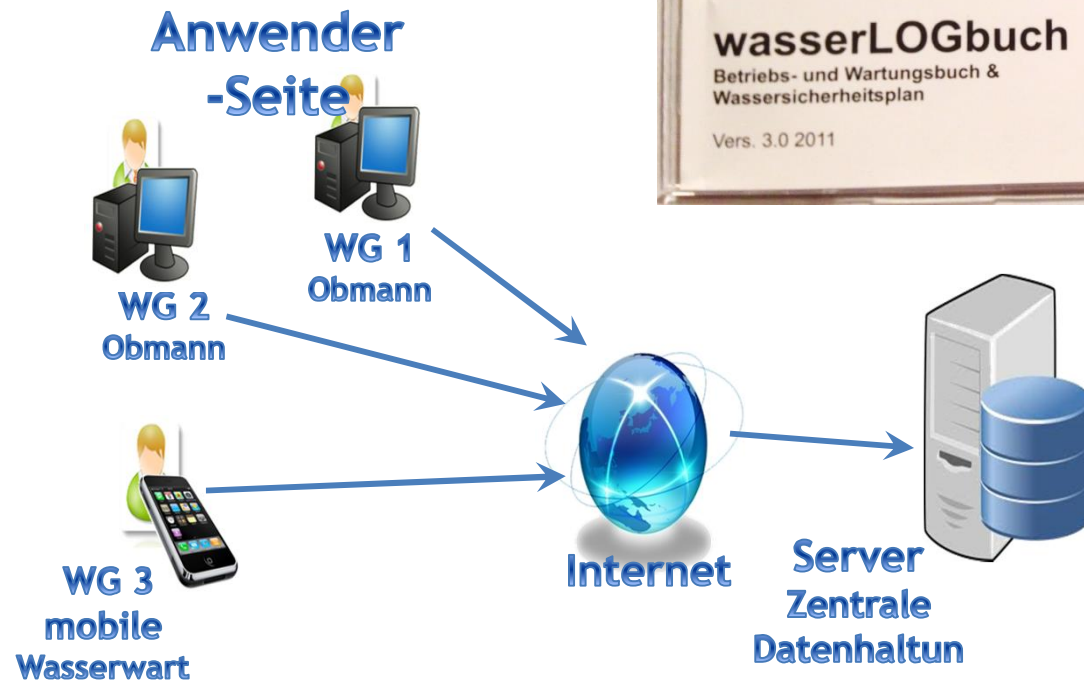 Anwender
-Seite
wasserLOGbuch
Betriebs- und Wartungsbuch &
Wassersicherheitsplan
Vers. 3.0 2011
WG 1
Obmann
WG 2
Obmann
WG 3
mobile
Wasserwart
Internet
Server
Zentrale
Datenhaltun